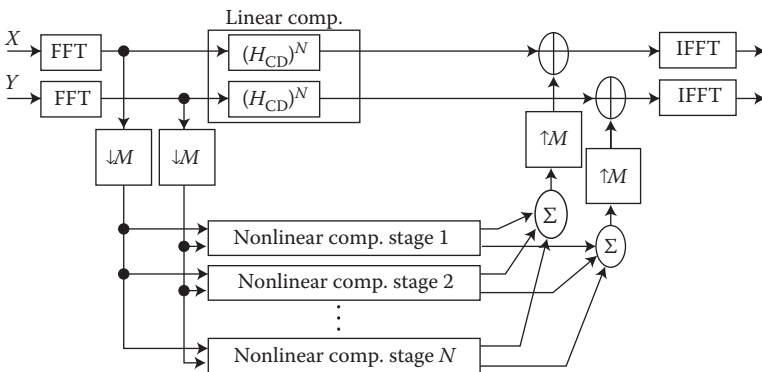 Linear comp.
X FFT (H_CD)^N IFFT
Y FFT (H_CD)^N IFFT
↓M ↓M ↑M ↑M
Σ
Nonlinear comp. stage 1 Σ
Nonlinear comp. stage 2
⋮
Nonlinear comp. stage N